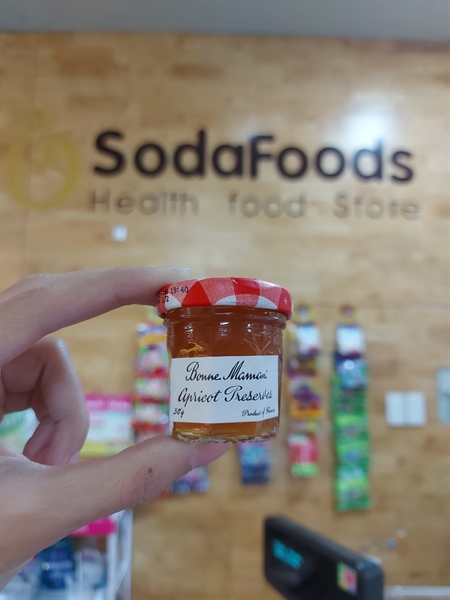 SodaFoods
Health food Store
Bonne Maman
Apricot Preserves
30g
Product of France